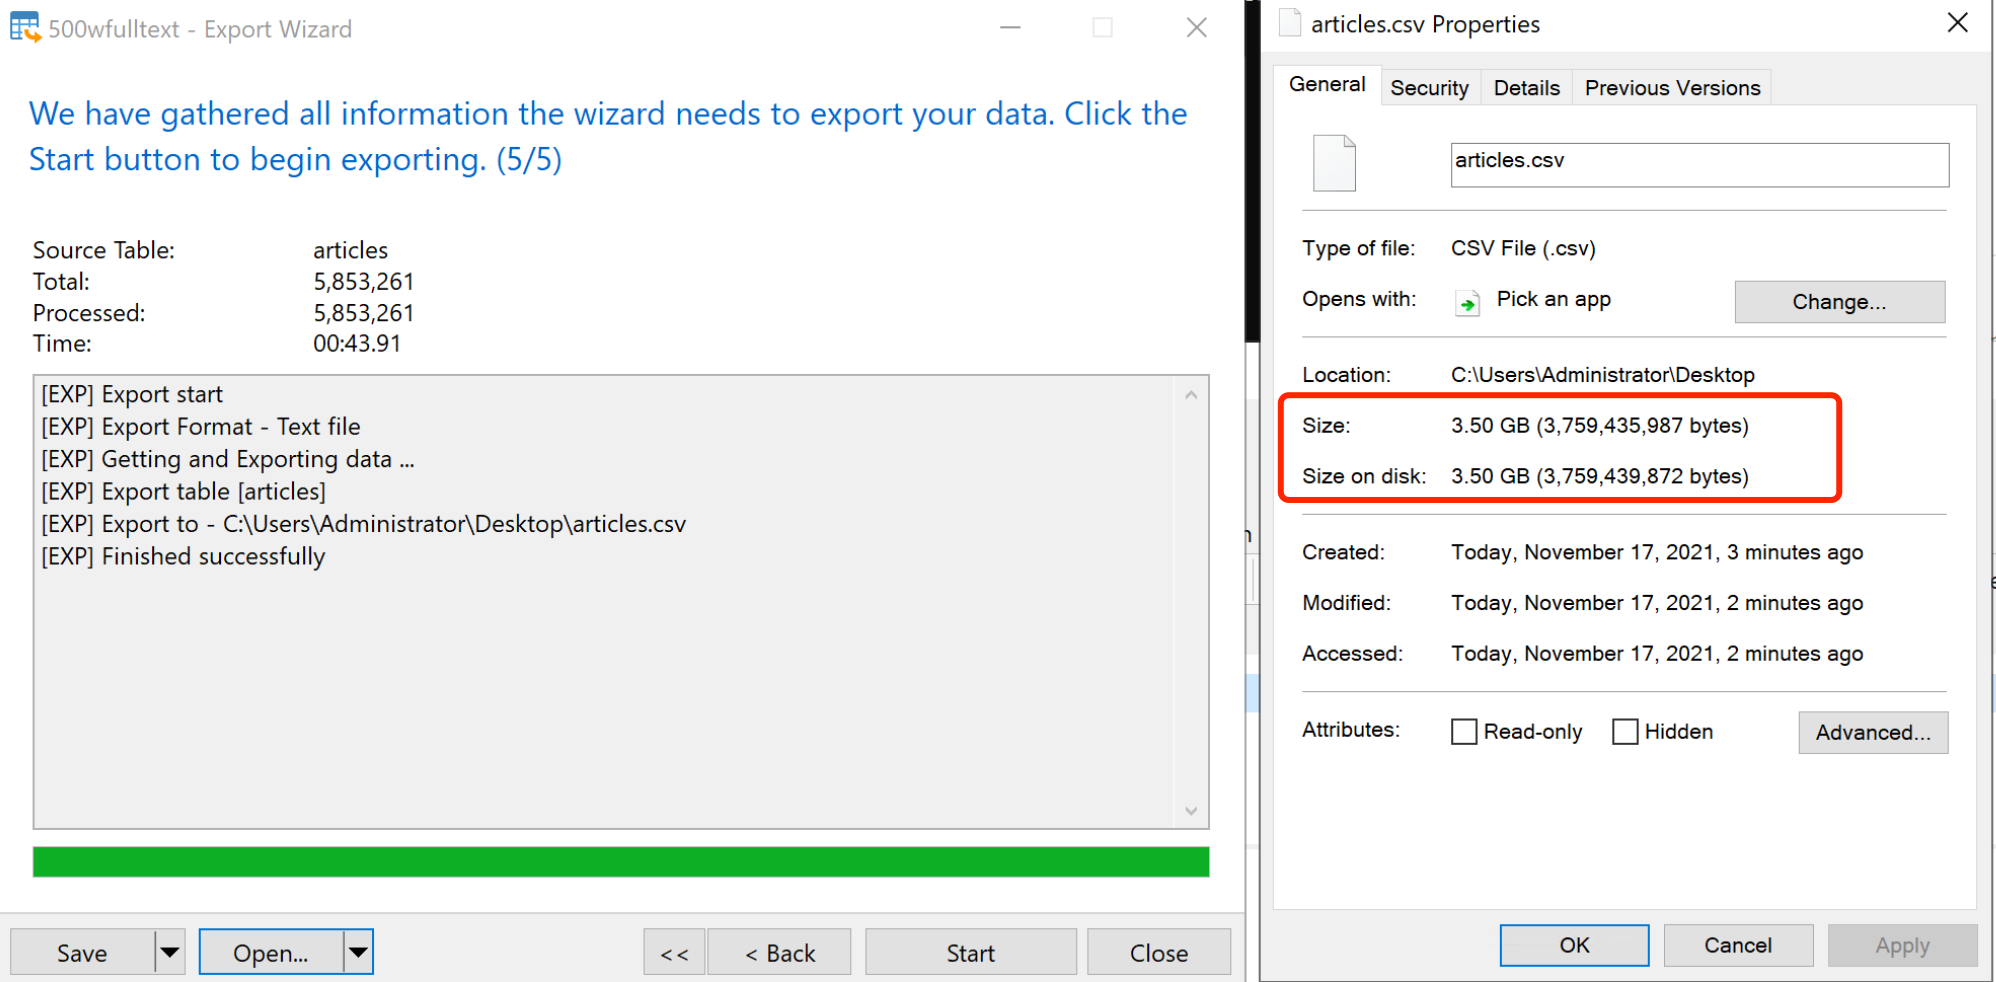 500wfulltext - Export Wizard
We have gathered all information the wizard needs to export your data. Click the
Start button to begin exporting. (5/5)
Source Table: articles
Total: 5,853,261
Processed: 5,853,261
Time: 00:43.91
[EXP] Export start
[EXP] Export Format - Text file
[EXP] Getting and Exporting data ...
[EXP] Export table [articles]
[EXP] Export to - C:\Users\Administrator\Desktop\articles.csv
[EXP] Finished successfully
Save Open... << < Back Start Close
articles.csv Properties
General Security Details Previous Versions
articles.csv
Type of file: CSV File (.csv)
Opens with: Pick an app Change...
Location: C:\Users\Administrator\Desktop
Size: 3.50 GB (3,759,435,987 bytes)
Size on disk: 3.50 GB (3,759,439,872 bytes)
Created: Today, November 17, 2021, 3 minutes ago
Modified: Today, November 17, 2021, 2 minutes ago
Accessed: Today, November 17, 2021, 2 minutes ago
Attributes: Read-only Hidden Advanced...
OK Cancel Apply